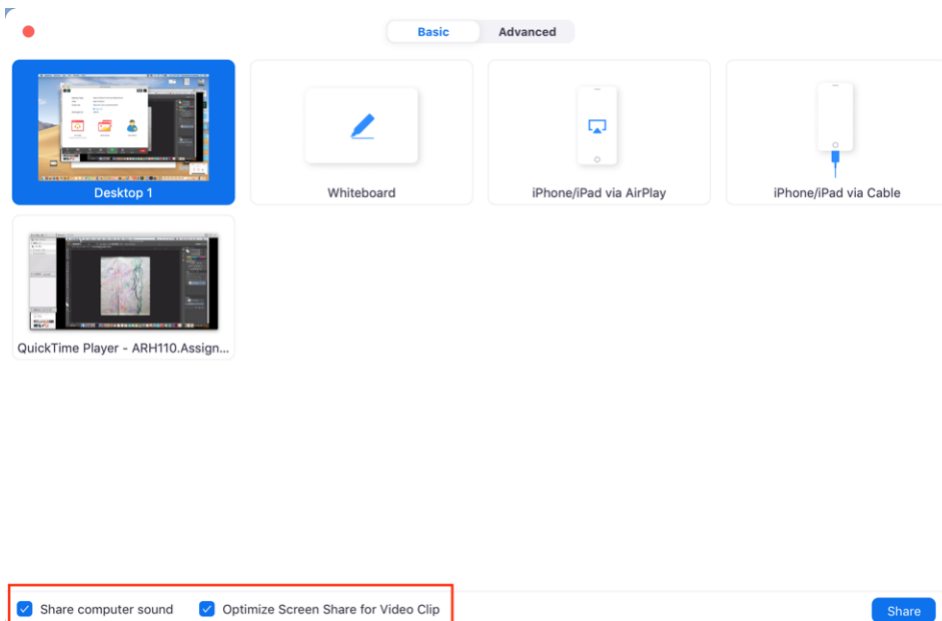 Basic Advanced
Desktop 1 Whiteboard iPhone/iPad via AirPlay iPhone/iPad via Cable
QuickTime Player - ARH110.Assign...
Share computer sound Optimize Screen Share for Video Clip Share